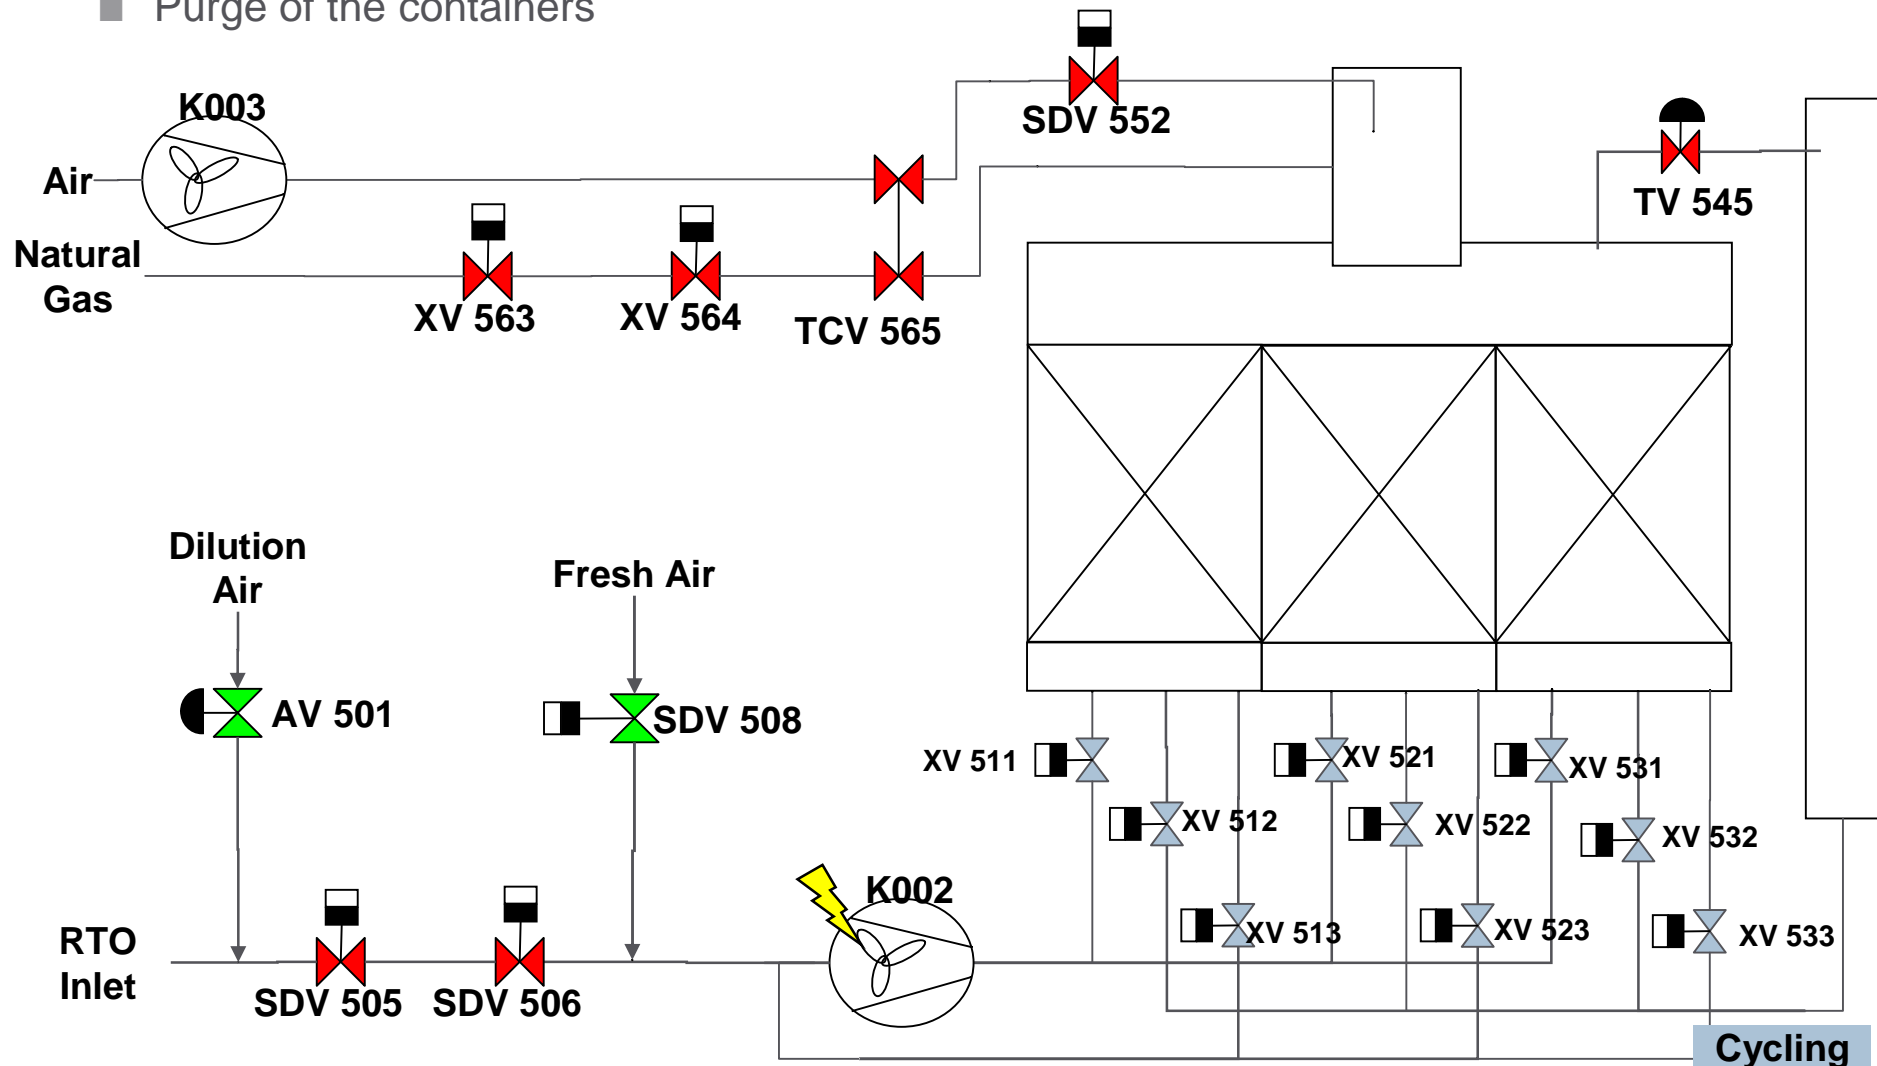 Purge of the containers
K003
SDV 552
Air
TV 545
Natural
Gas
XV 563
XV 564
TCV 565
Dilution
Air
Fresh Air
AV 501
SDV 508
XV 511
XV 521
XV 531
XV 512
XV 522
XV 532
K002
XV 513
XV 523
XV 533
RTO
Inlet
SDV 505
SDV 506
Cycling